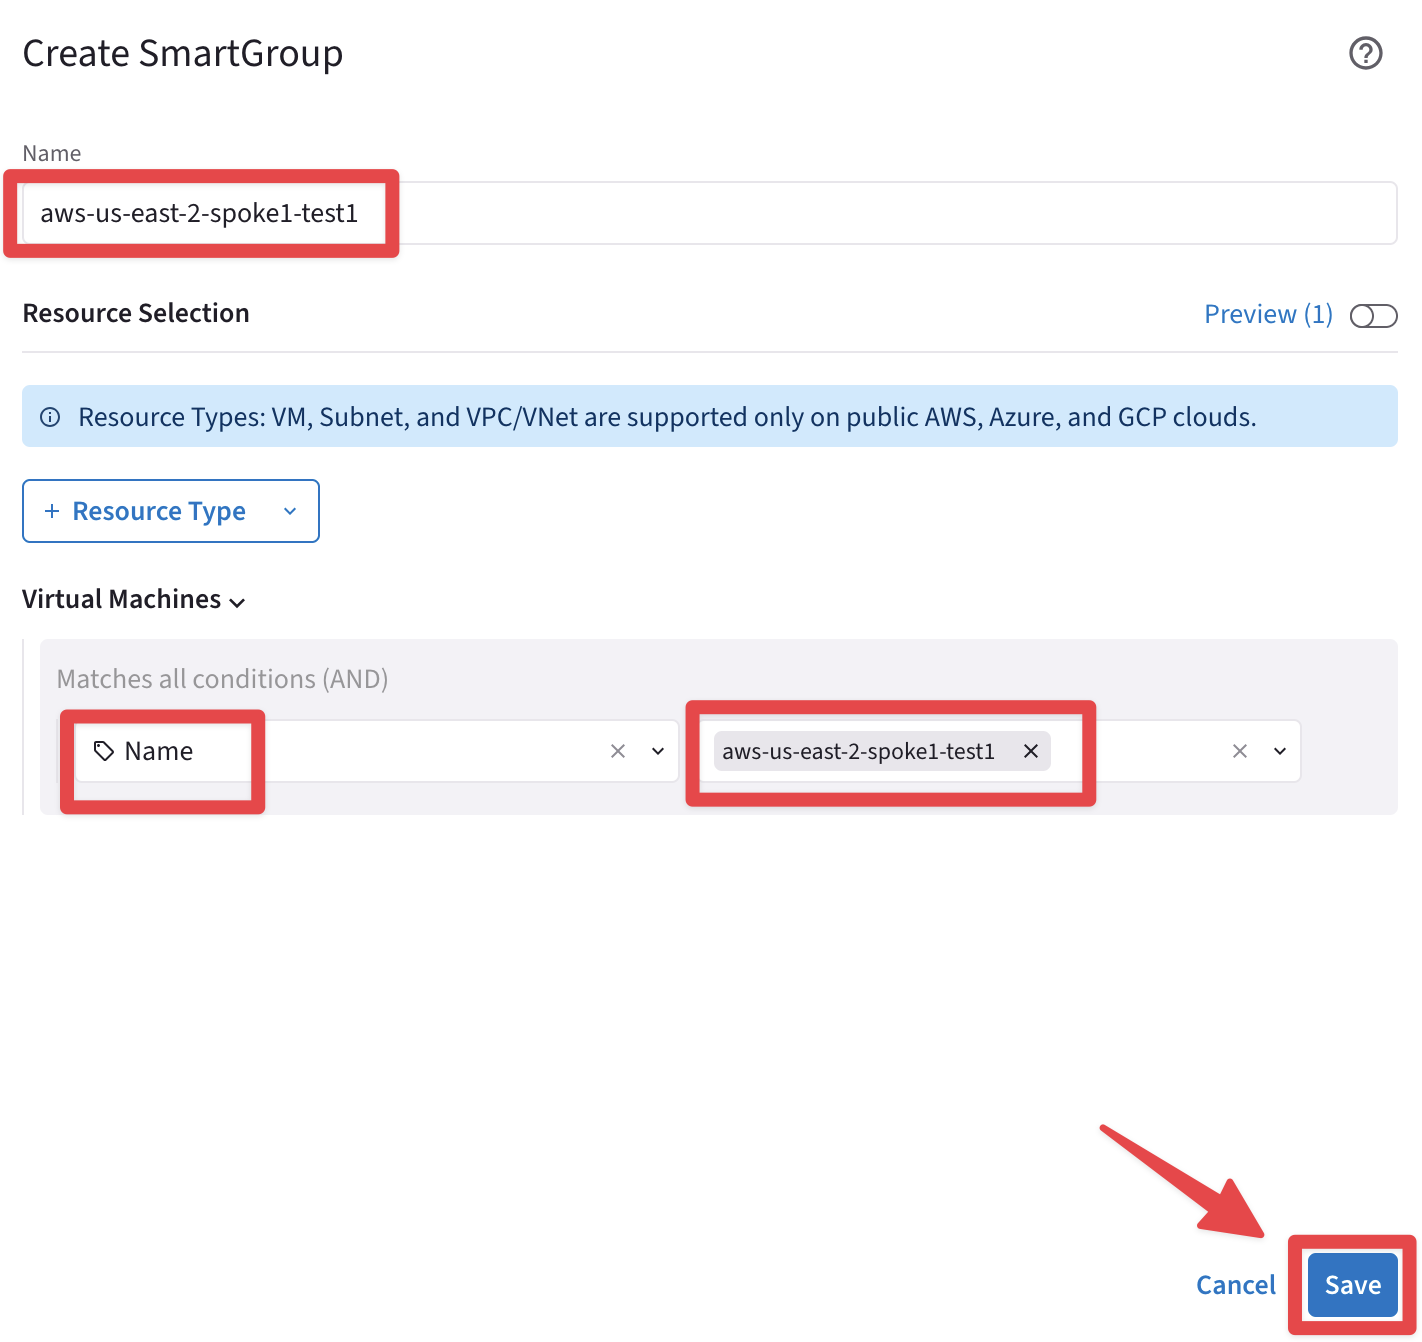 Create SmartGroup
Name
aws-us-east-2-spoke1-test1
Resource Selection
Preview (1)
Resource Types: VM, Subnet, and VPC/VNet are supported only on public AWS, Azure, and GCP clouds.
+ Resource Type
Virtual Machines
Matches all conditions (AND)
Name
aws-us-east-2-spoke1-test1
Cancel
Save